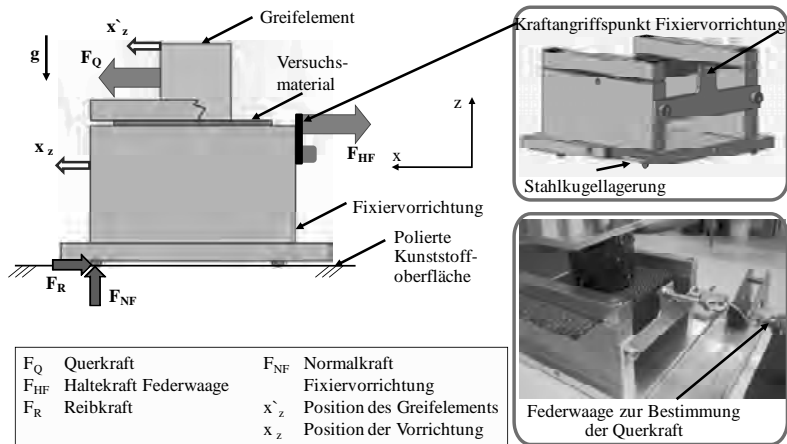 Greifelement
x`z
Kraftangriffspunkt Fixiervorrichtung
g
FQ
Versuchs-
material
z
FHF
x
xz
Stahlkugellagerung
Fixiervorrichtung
Polierte
Kunststoff-
oberfläche
FR
FNF
FQ Querkraft
FHF Haltekraft Federwaage
FR Reibkraft
FNF Normalkraft
Fixiervorrichtung
x`z Position des Greifelements
xz Position der Vorrichtung
Federwaage zur Bestimmung
der Querkraft